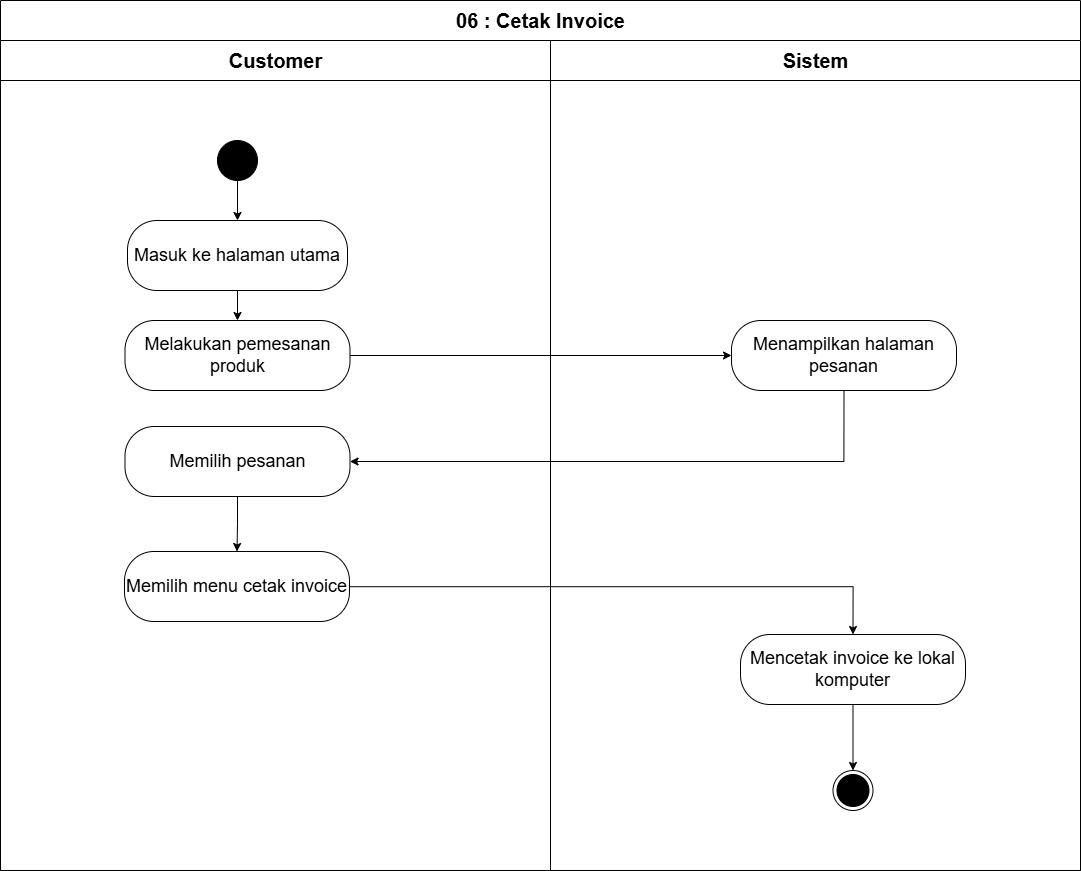 06 : Cetak Invoice
Customer
Sistem
Masuk ke halaman utama
Melakukan pemesanan
produk
Menampilkan halaman
pesanan
Memilih pesanan
Memilih menu cetak invoice
Mencetak invoice ke lokal
komputer